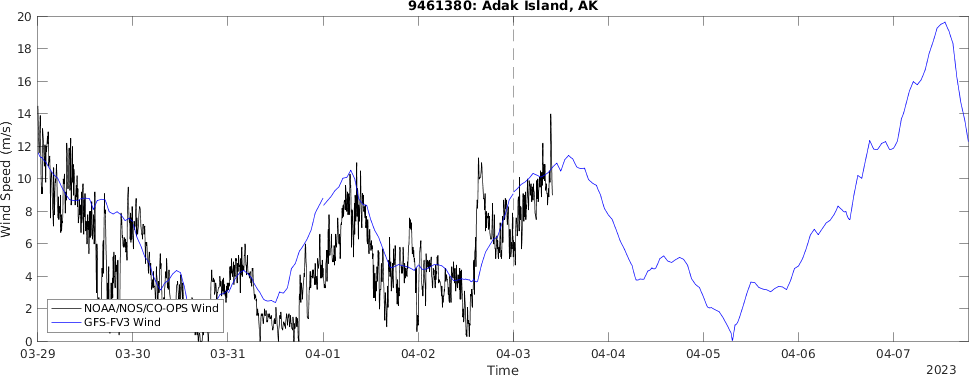 9461380: Adak Island, AK
20
18
16
14
12
10
8
6
4
2
0
Wind Speed (m/s)
NOAA/NOS/CO-OPS Wind
GFS-FV3 Wind
03-29 03-30 03-31 04-01 04-02 04-03 04-04 04-05 04-06 04-07
Time
2023